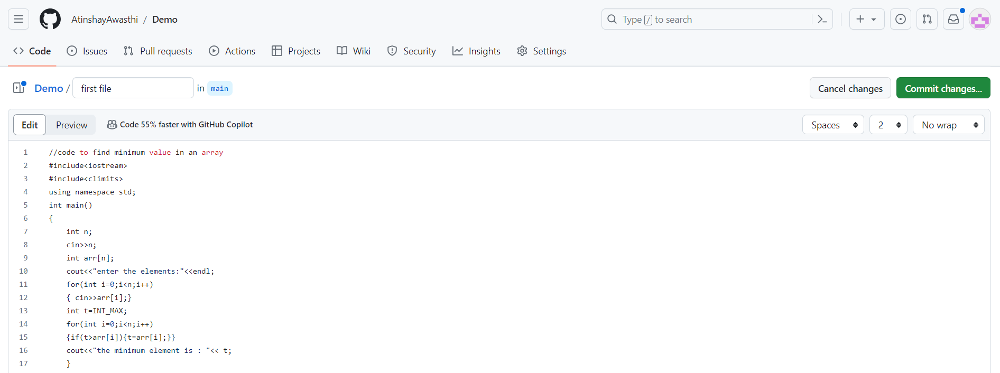 AtinshayAwasthi / Demo
Type / to search
Code Issues Pull requests Actions Projects Wiki Security Insights Settings
Demo / first file in main
Cancel changes Commit changes...
Edit Preview Code 55% faster with GitHub Copilot
Spaces 2 No wrap
1 //code to find minimum value in an array
2 #include<iostream>
3 #include<climits>
4 using namespace std;
5 int main()
6 {
7 int n;
8 cin>>n;
9 int arr[n];
10 cout<<"enter the elements:"<<endl;
11 for(int i=0;i<n;i++)
12 { cin>>arr[i];}
13 int t=INT_MAX;
14 for(int i=0;i<n;i++)
15 {if(t>arr[i]){t=arr[i];}}
16 cout<<"the minimum element is : "<< t;
17 }